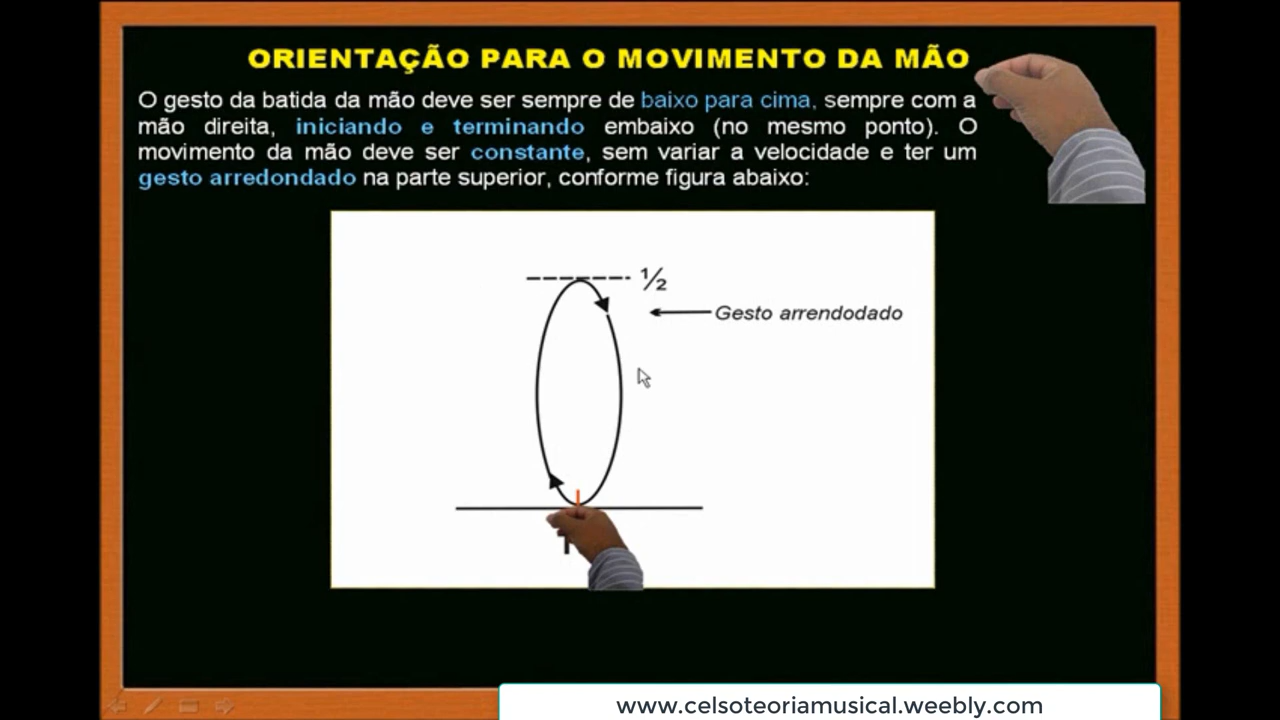 ORIENTAÇÃO PARA O MOVIMENTO DA MÃO
O gesto da batida da mão deve ser sempre de baixo para cima, sempre com a
mão direita, iniciando e terminando embaixo (no mesmo ponto). O
movimento da mão deve ser constante, sem variar a velocidade e ter um
gesto arredondado na parte superior, conforme figura abaixo:
½
Gesto arrendodado
www.celsoteoriamusical.weebly.com